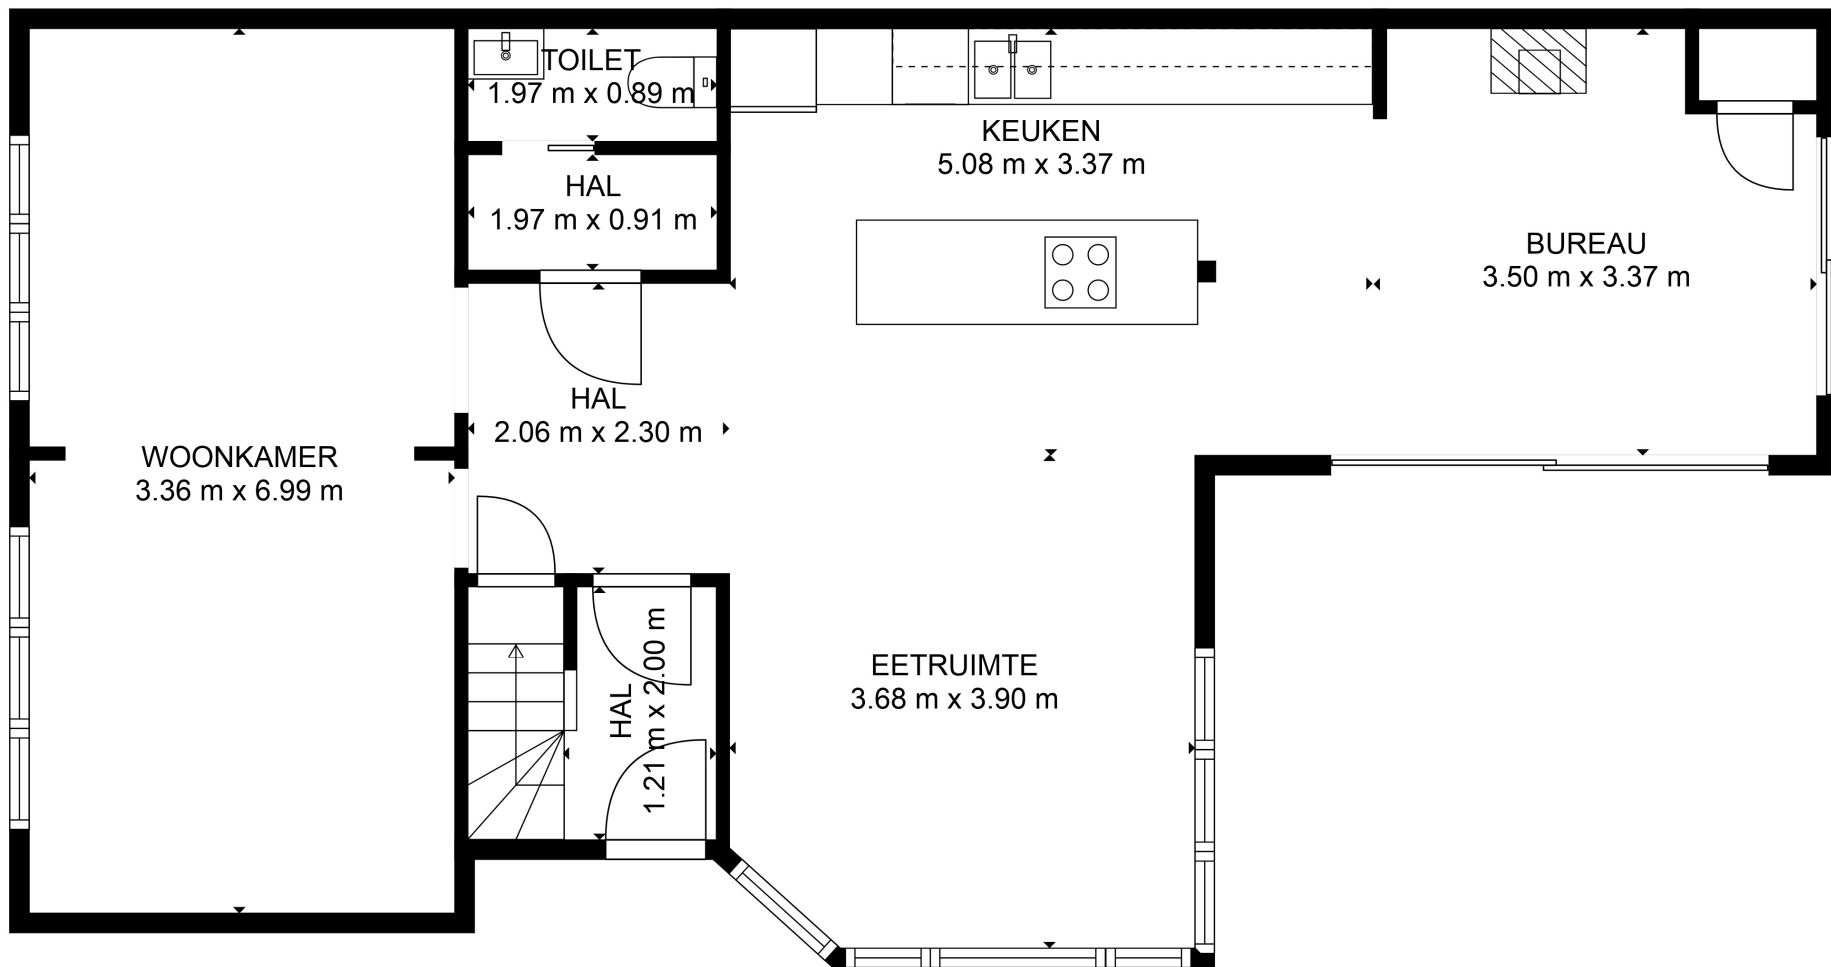 TOILET
1.97 m x 0.89 m
HAL
1.97 m x 0.91 m
KEUKEN
5.08 m x 3.37 m
BUREAU
3.50 m x 3.37 m
HAL
2.06 m x 2.30 m
WOONKAMER
3.36 m x 6.99 m
HAL
1.21 m x 2.00 m
EETRUIMTE
3.68 m x 3.90 m